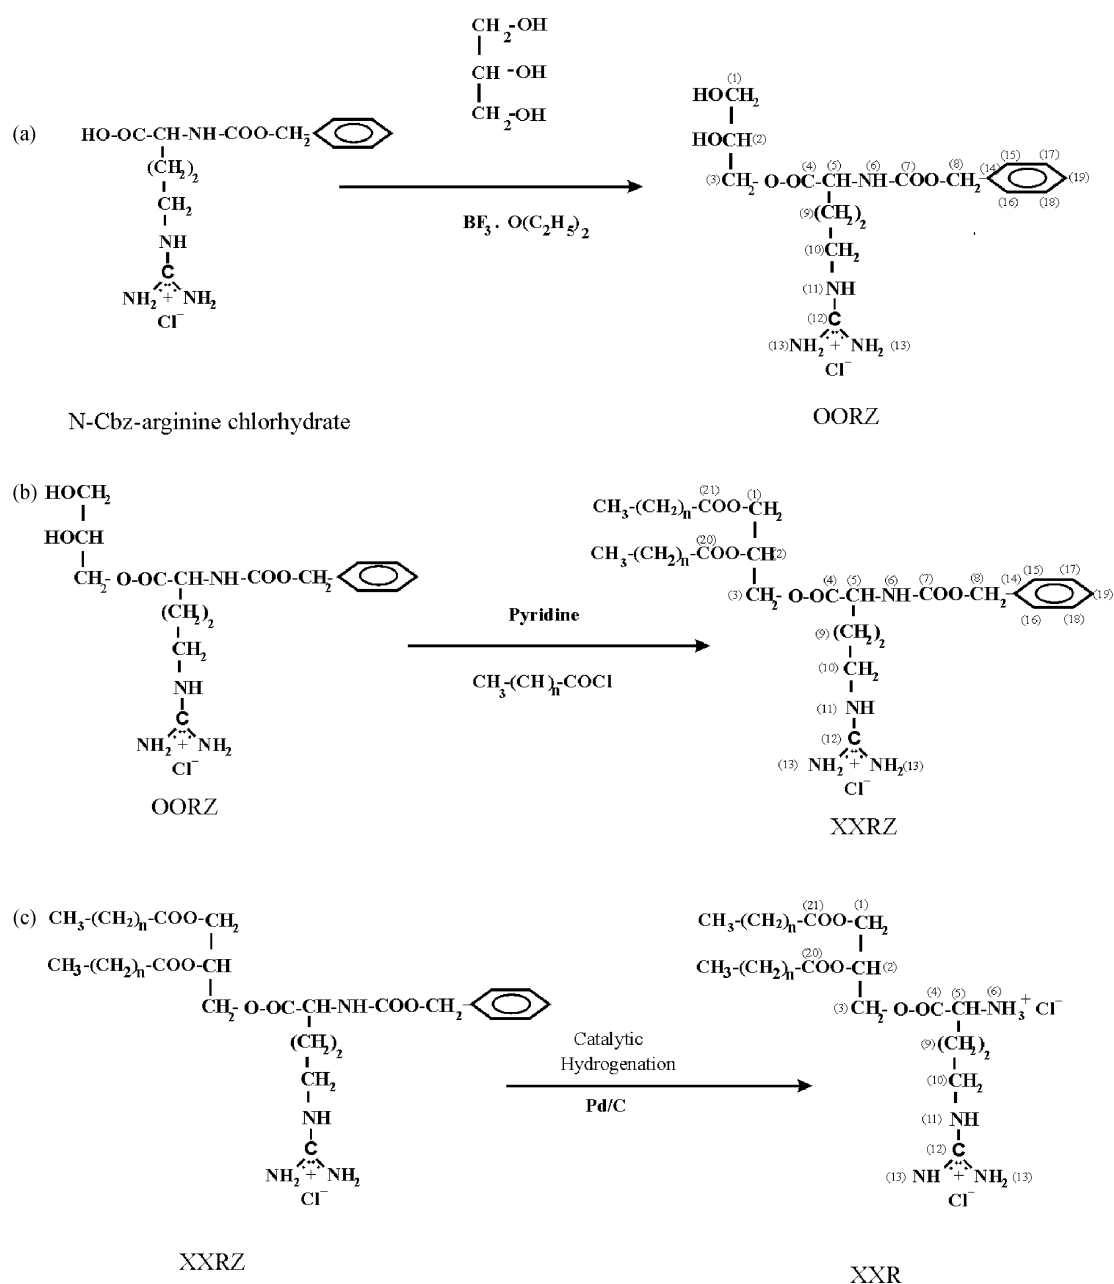 CH2-OH
CH-OH
CH2-OH
(a)
HO-OC-CH-NH-COO-CH2
(CH2)2
CH2
NH
C
NH2 + NH2
Cl−
BF3 . O(C2H5)2
(1)
HOCH2
HOCH(2)
(3)CH2-O-OC-CH-NH-COO-CH2
(4) (5) (6) (7) (8) (14) (15) (17) (19)
(16) (18)
(9)(CH2)2
(10)CH2
(11)NH
(12)C
(13)NH2 + NH2 (13)
Cl−
N-Cbz-arginine chlorhydrate
OORZ
(b)
HOCH2
HOCH
CH2-O-OC-CH-NH-COO-CH2
(CH2)2
CH2
NH
C
NH2 + NH2
Cl−
OORZ
Pyridine
CH3-(CH)n-COCl
(21) (1)
CH3-(CH2)n-COO-CH2
(20)
CH3-(CH2)n-COO-CH(2)
(4) (5) (6) (7) (8) (14) (15) (17)
(3)CH2-O-OC-CH-NH-COO-CH2 (19)
(16) (18)
(9)(CH2)2
(10)CH2
(11) NH
(12) C
(13) NH2 + NH2(13)
Cl−
XXRZ
(c)
CH3-(CH2)n-COO-CH2
CH3-(CH2)n-COO-CH
CH2-O-OC-CH-NH-COO-CH2
(CH2)2
CH2
NH
C
NH2 + NH2
Cl−
XXRZ
Catalytic
Hydrogenation
Pd/C
(21) (1)
CH3-(CH2)n-COO-CH2
(20)
CH3-(CH2)n-COO-CH(2)
(4) (5) (6)
(3)CH2-O-OC-CH-NH3+ Cl−
(9)(CH2)2
(10)CH2
(11) NH
(12) C
(13) NH + NH2(13)
Cl−
XXR